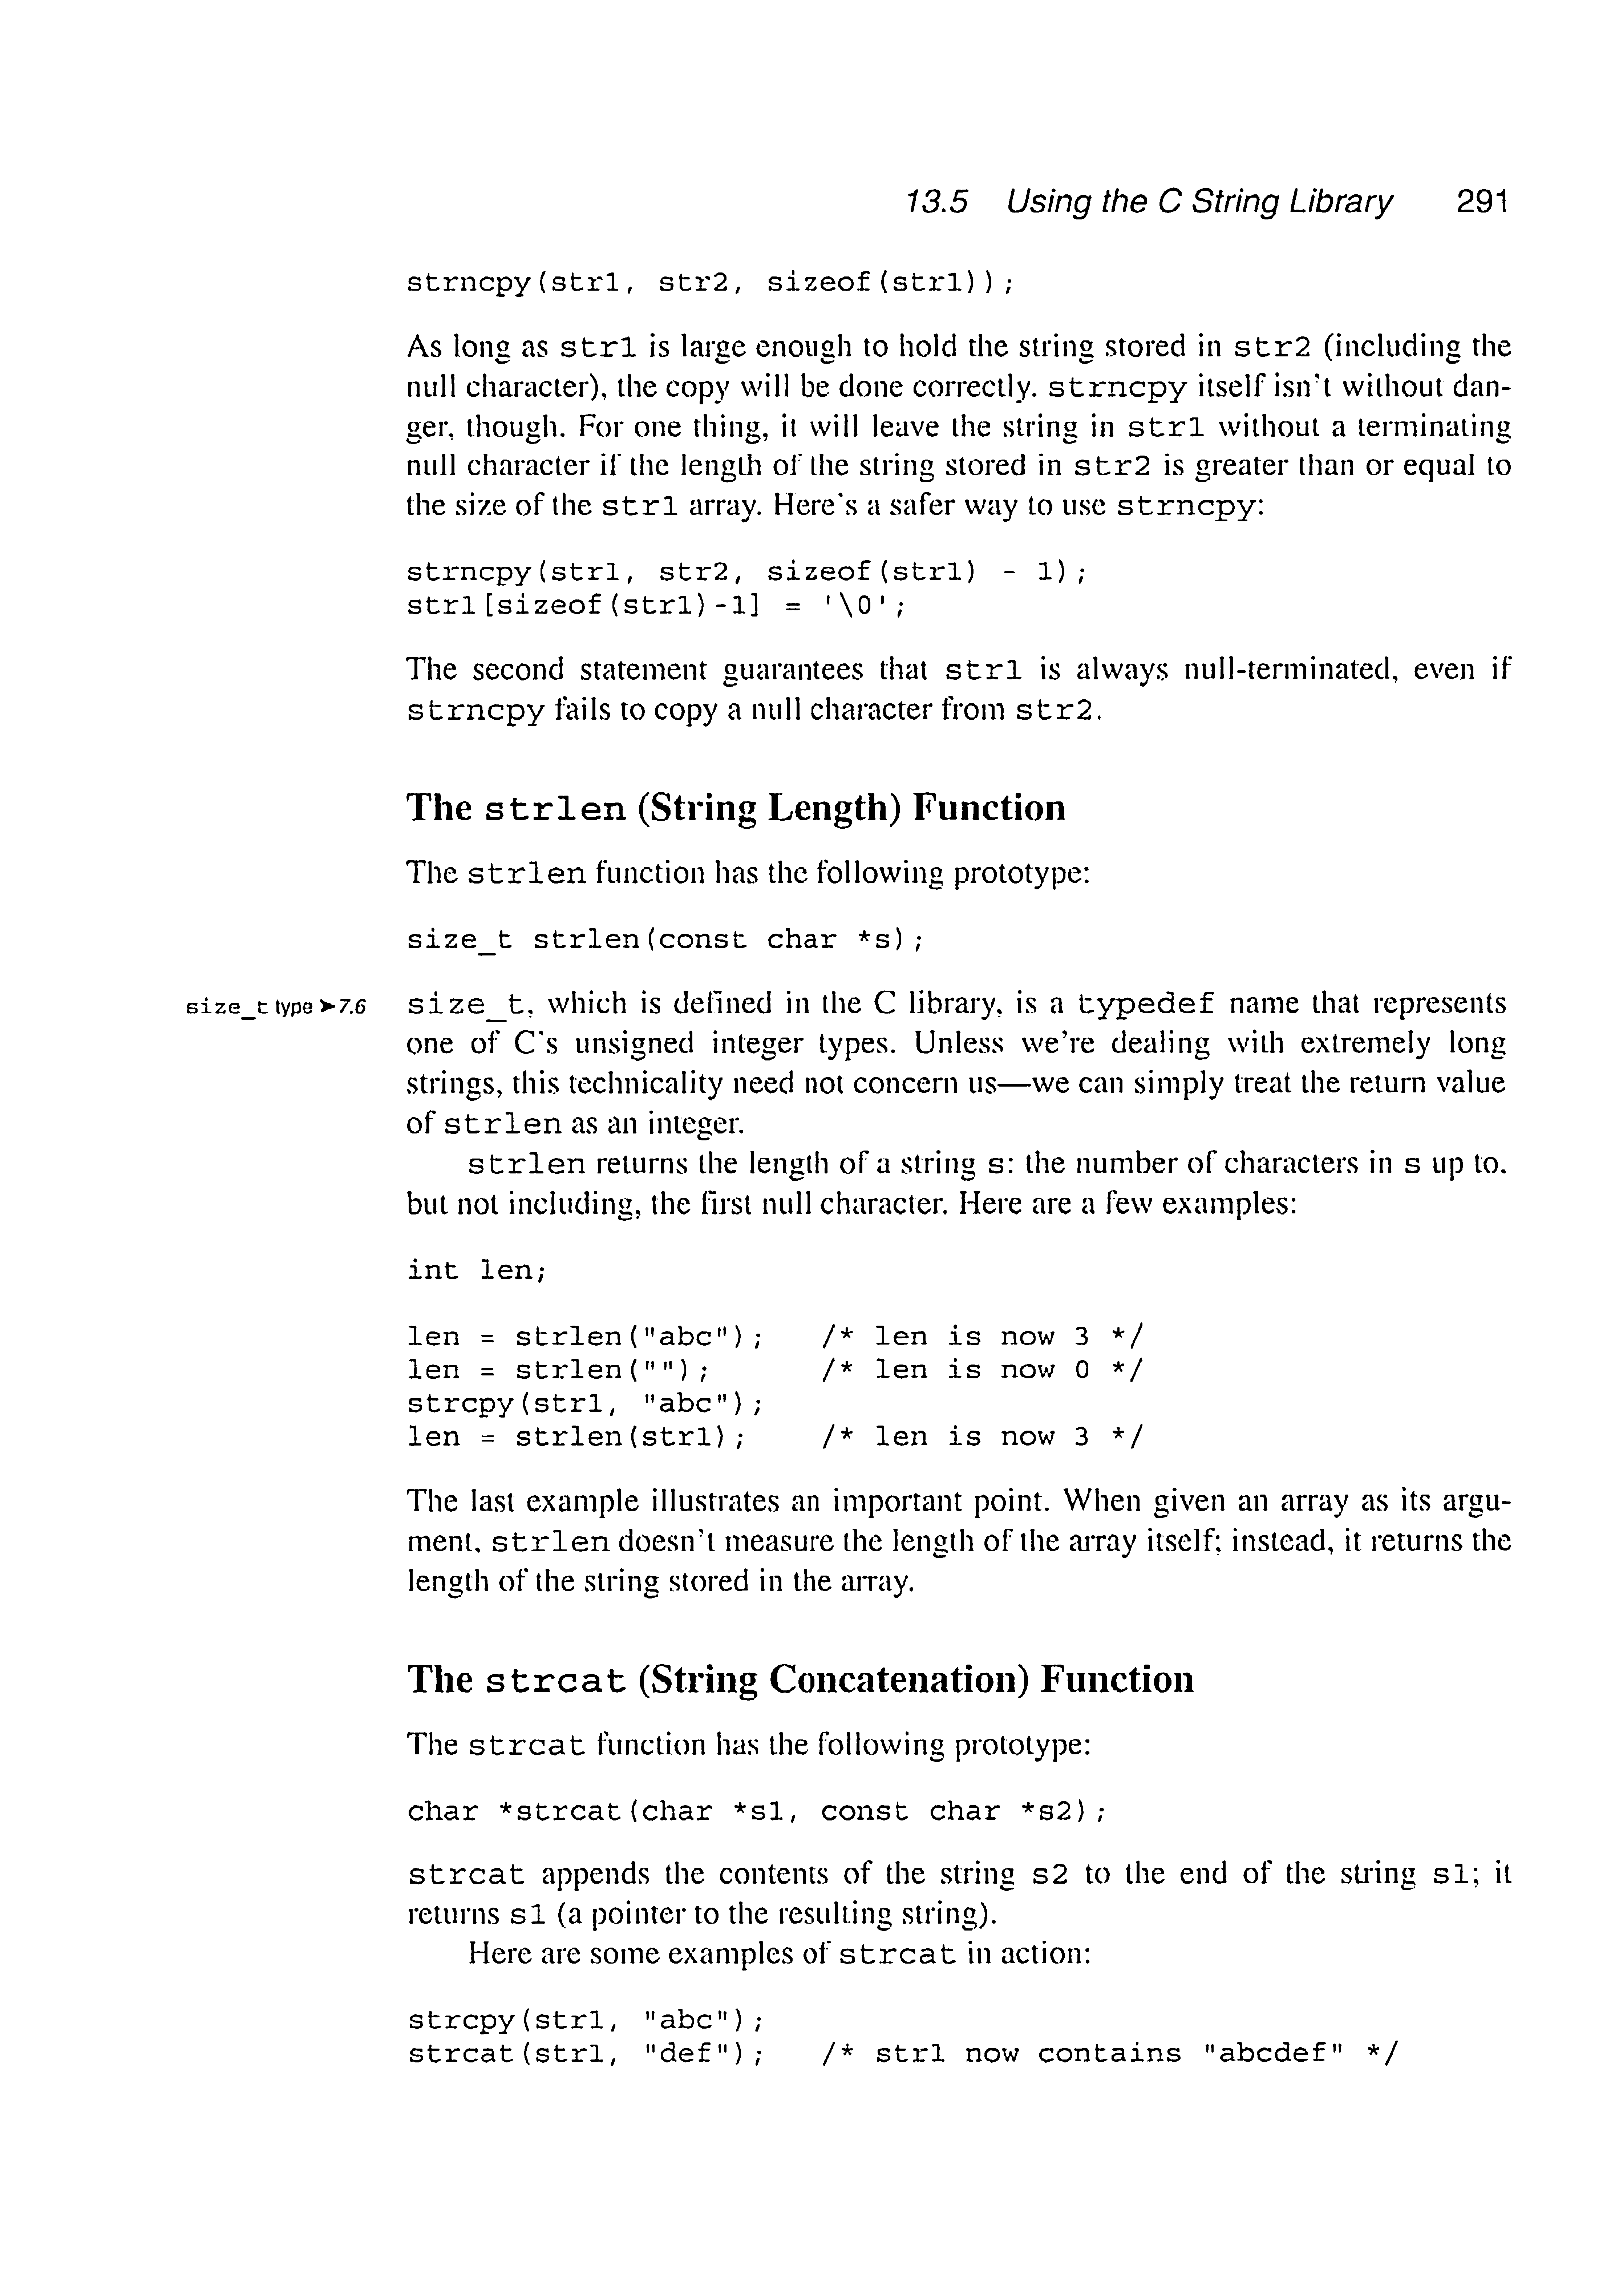 13.5 Using the C String Library 291
strncpy(str1, str2, sizeof(str1));
As long as str1 is large enough to hold the string stored in str2 (including the
null character), the copy will be done correctly. strncpy itself isn't without dan-
ger, though. For one thing, it will leave the string in str1 without a terminating
null character if the length of the string stored in str2 is greater than or equal to
the size of the str1 array. Here's a safer way to use strncpy:
strncpy(str1, str2, sizeof(str1) - 1);
str1[sizeof(str1)-1] = '\0';
The second statement guarantees that str1 is always null-terminated, even if
strncpy fails to copy a null character from str2.
The strlen (String Length) Function
The strlen function has the following prototype:
size_t strlen(const char *s);
size_t type ➤7.6
size_t, which is defined in the C library, is a typedef name that represents
one of C's unsigned integer types. Unless we're dealing with extremely long
strings, this technicality need not concern us—we can simply treat the return value
of strlen as an integer.
strlen returns the length of a string s: the number of characters in s up to,
but not including, the first null character. Here are a few examples:
int len;
len = strlen("abc");   /* len is now 3 */
len = strlen("");      /* len is now 0 */
strcpy(str1, "abc");
len = strlen(str1);    /* len is now 3 */
The last example illustrates an important point. When given an array as its argu-
ment, strlen doesn't measure the length of the array itself; instead, it returns the
length of the string stored in the array.
The strcat (String Concatenation) Function
The strcat function has the following prototype:
char *strcat(char *s1, const char *s2);
strcat appends the contents of the string s2 to the end of the string s1; it
returns s1 (a pointer to the resulting string).
Here are some examples of strcat in action:
strcpy(str1, "abc");
strcat(str1, "def");   /* str1 now contains "abcdef" */